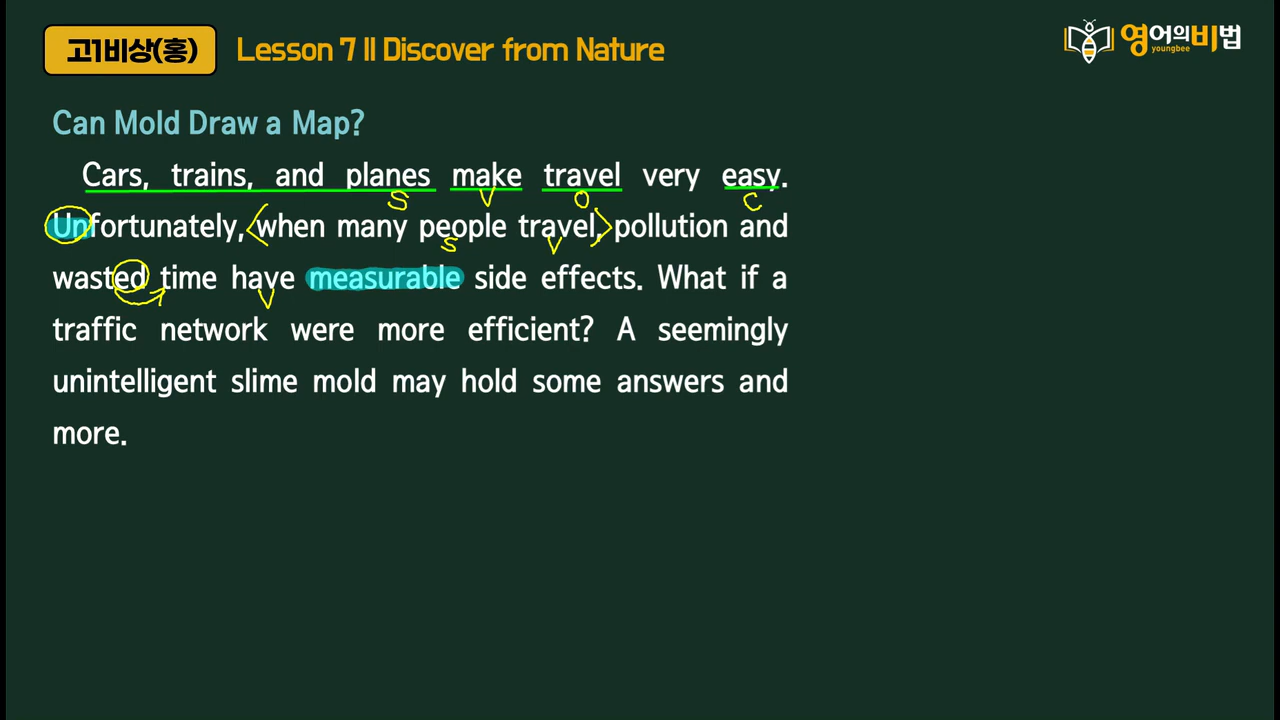 고1비상(홍) Lesson 7 II Discover from Nature
영어의비법
youngbee
Can Mold Draw a Map?
Cars, trains, and planes make travel very easy.
S V O C
Unfortunately, <when many people travel,> pollution and
S V
wasted time have measurable side effects. What if a
V
traffic network were more efficient? A seemingly
unintelligent slime mold may hold some answers and
more.